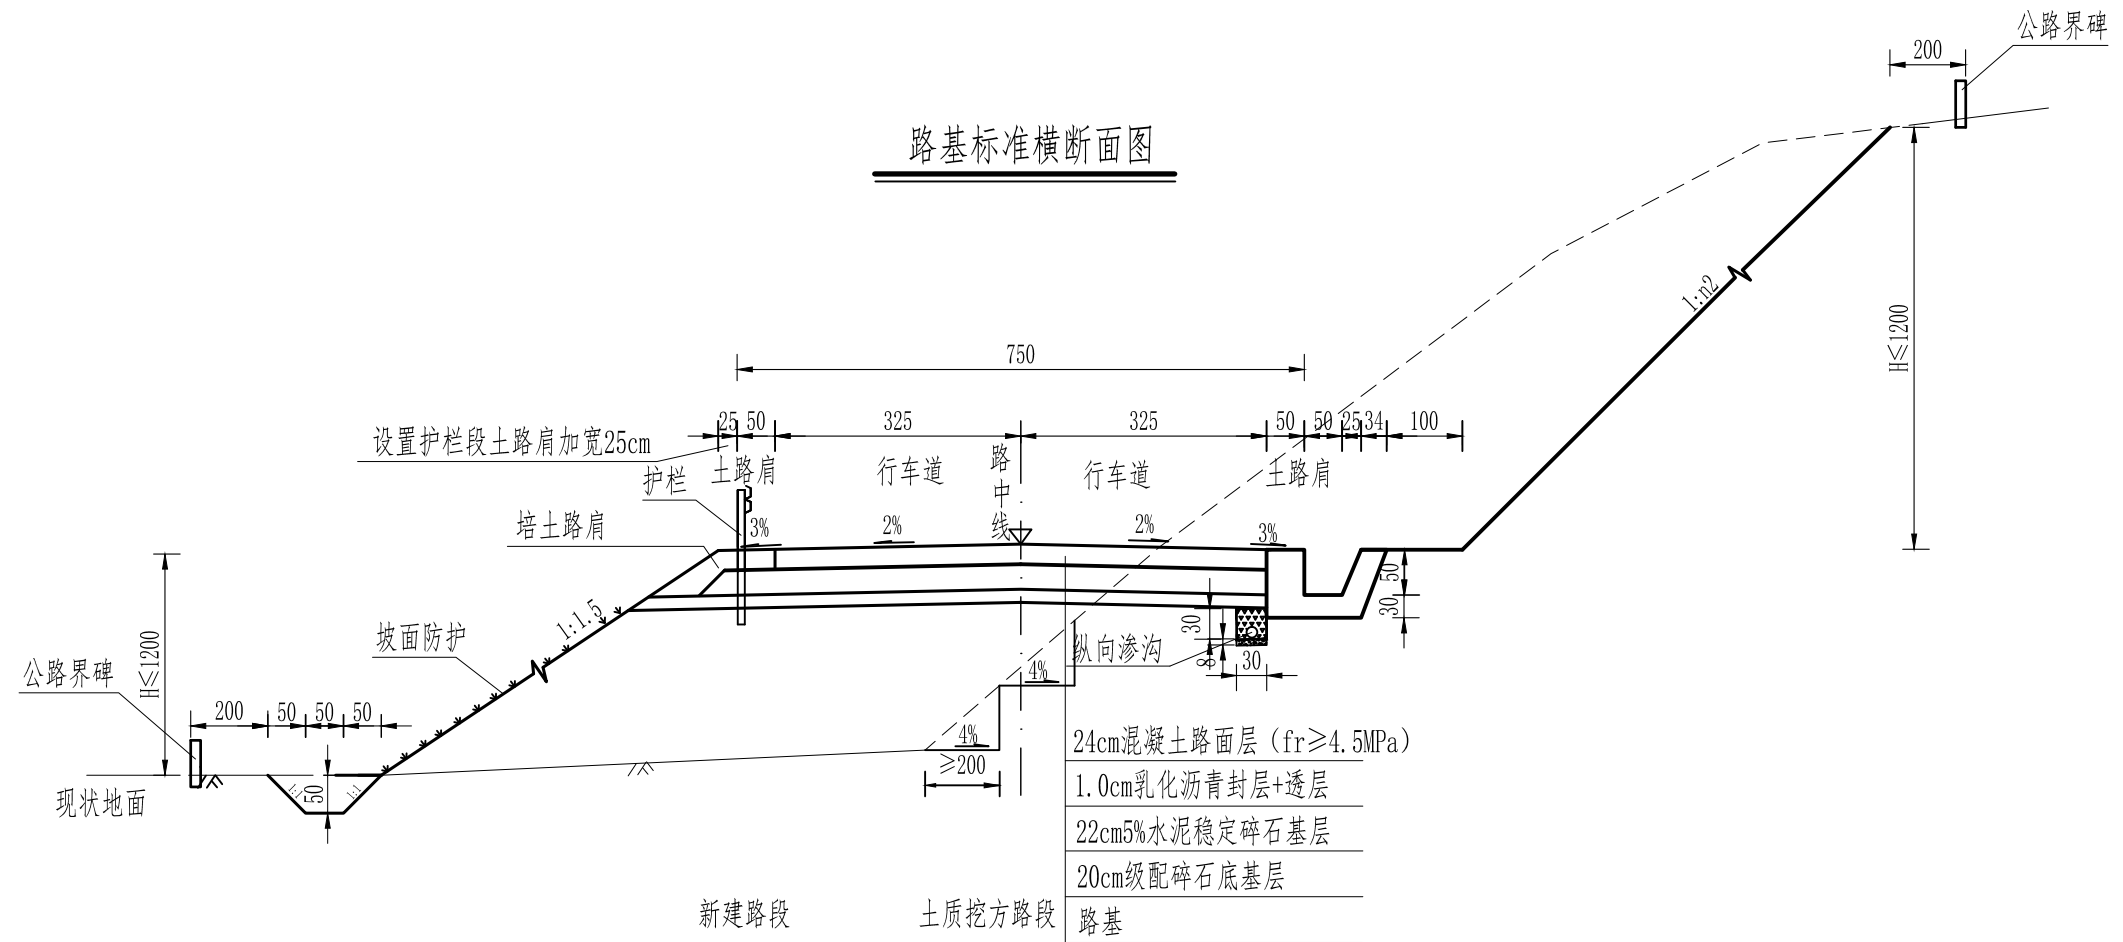 公路界碑
200
路基标准横断面图
1:n2
H≤1200
750
25
50
325
325
50
50
25
34
100
设置护栏段土路肩加宽25cm
土路肩
行车道
路中线
行车道
土路肩
护栏
培土路肩
3%
2%
2%
3%
50
30
1:1.5
30
8
30
纵向渗沟
坡面防护
H≤1200
公路界碑
4%
200
50
50
50
4%
≥200
50
1:1
1:1
现状地面
24cm混凝土路面层（fr≥4.5MPa）
1.0cm乳化沥青封层+透层
22cm5%水泥稳定碎石基层
20cm级配碎石底基层
新建路段
土质挖方路段
路基